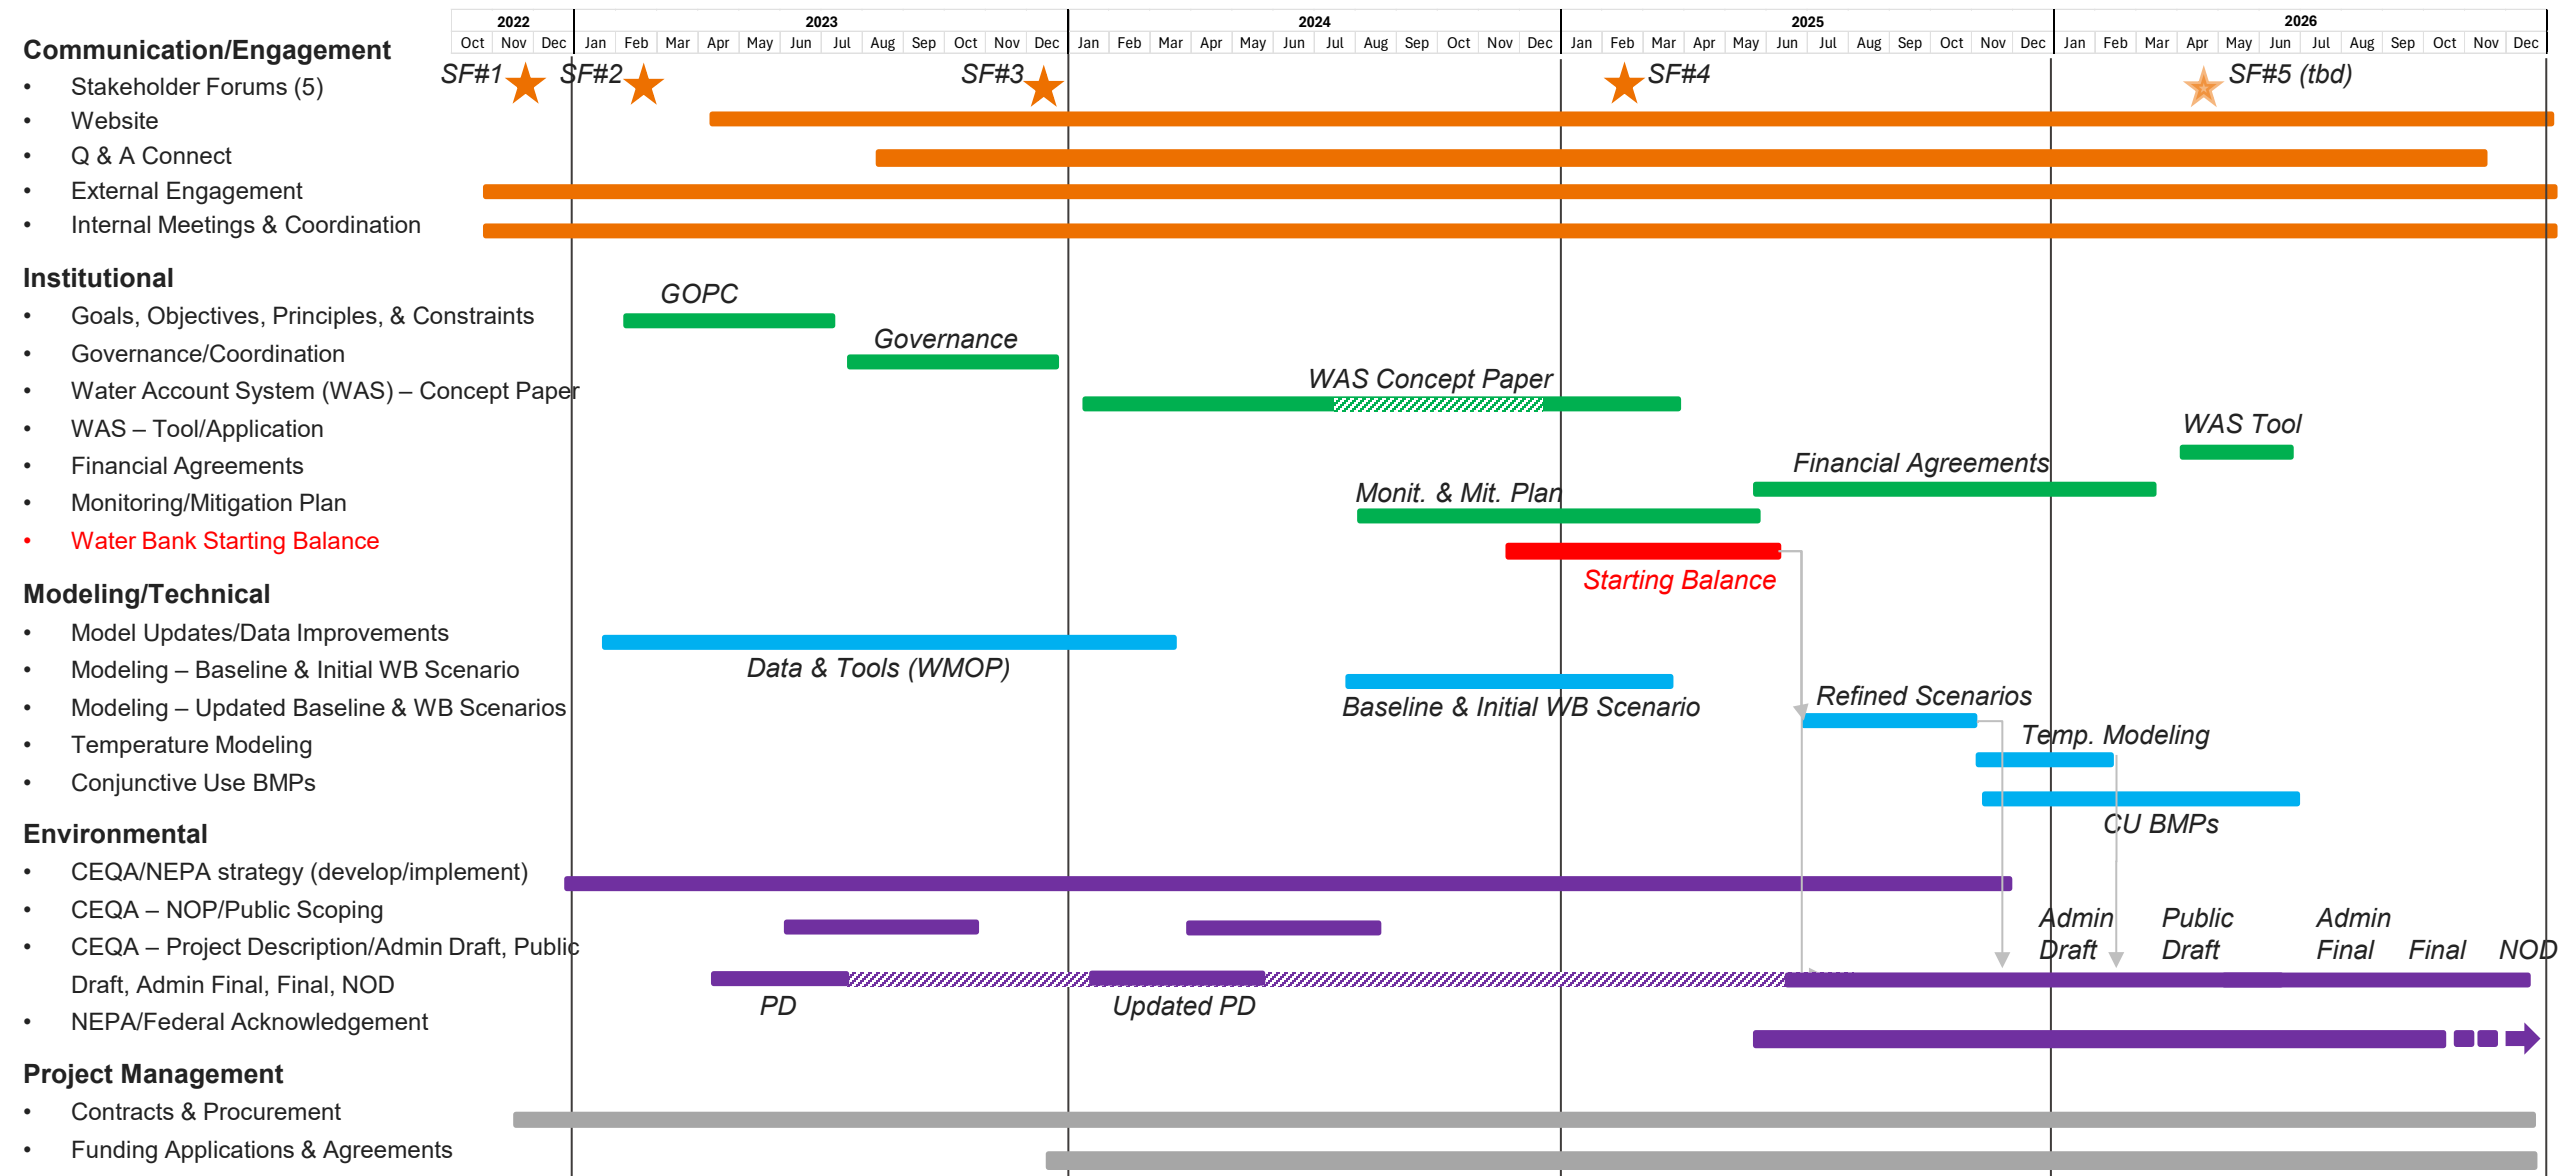 2022 2023 2024 2025 2026
Oct Nov Dec Jan Feb Mar Apr May Jun Jul Aug Sep Oct Nov Dec Jan Feb Mar Apr May Jun Jul Aug Sep Oct Nov Dec Jan Feb Mar Apr May Jun Jul Aug Sep Oct Nov Dec Jan Feb Mar Apr May Jun Jul Aug Sep Oct Nov Dec
Communication/Engagement
• Stakeholder Forums (5)
SF#1 SF#2 SF#3 SF#4 SF#5 (tbd)
• Website
• Q & A Connect
• External Engagement
• Internal Meetings & Coordination
Institutional
GOPC
• Goals, Objectives, Principles, & Constraints
Governance
• Governance/Coordination
WAS Concept Paper
• Water Account System (WAS) – Concept Paper
WAS Tool
• WAS – Tool/Application
Financial Agreements
• Financial Agreements
Monit. & Mit. Plan
• Monitoring/Mitigation Plan
• Water Bank Starting Balance
Starting Balance
Modeling/Technical
• Model Updates/Data Improvements
Data & Tools (WMOP)
• Modeling – Baseline & Initial WB Scenario
Baseline & Initial WB Scenario
Refined Scenarios
• Modeling – Updated Baseline & WB Scenarios
Temp. Modeling
• Temperature Modeling
• Conjunctive Use BMPs
CU BMPs
Environmental
• CEQA/NEPA strategy (develop/implement)
• CEQA – NOP/Public Scoping
• CEQA – Project Description/Admin Draft, Public
Draft, Admin Final, Final, NOD
Admin
Draft
Public
Draft
Admin
Final
Final
NOD
PD
Updated PD
• NEPA/Federal Acknowledgement
Project Management
• Contracts & Procurement
• Funding Applications & Agreements